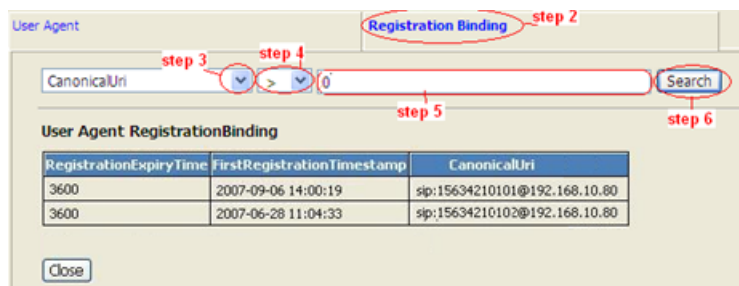 User Agent
Registration Binding
step 2
step 3
step 4
CanonicalUri > 0 Search
step 5
step 6
User Agent RegistrationBinding
RegistrationExpiryTime FirstRegistrationTimestamp CanonicalUri
3600 2007-09-06 14:00:19 sip:15634210101@192.168.10.80
3600 2007-06-28 11:04:33 sip:15634210102@192.168.10.80
Close